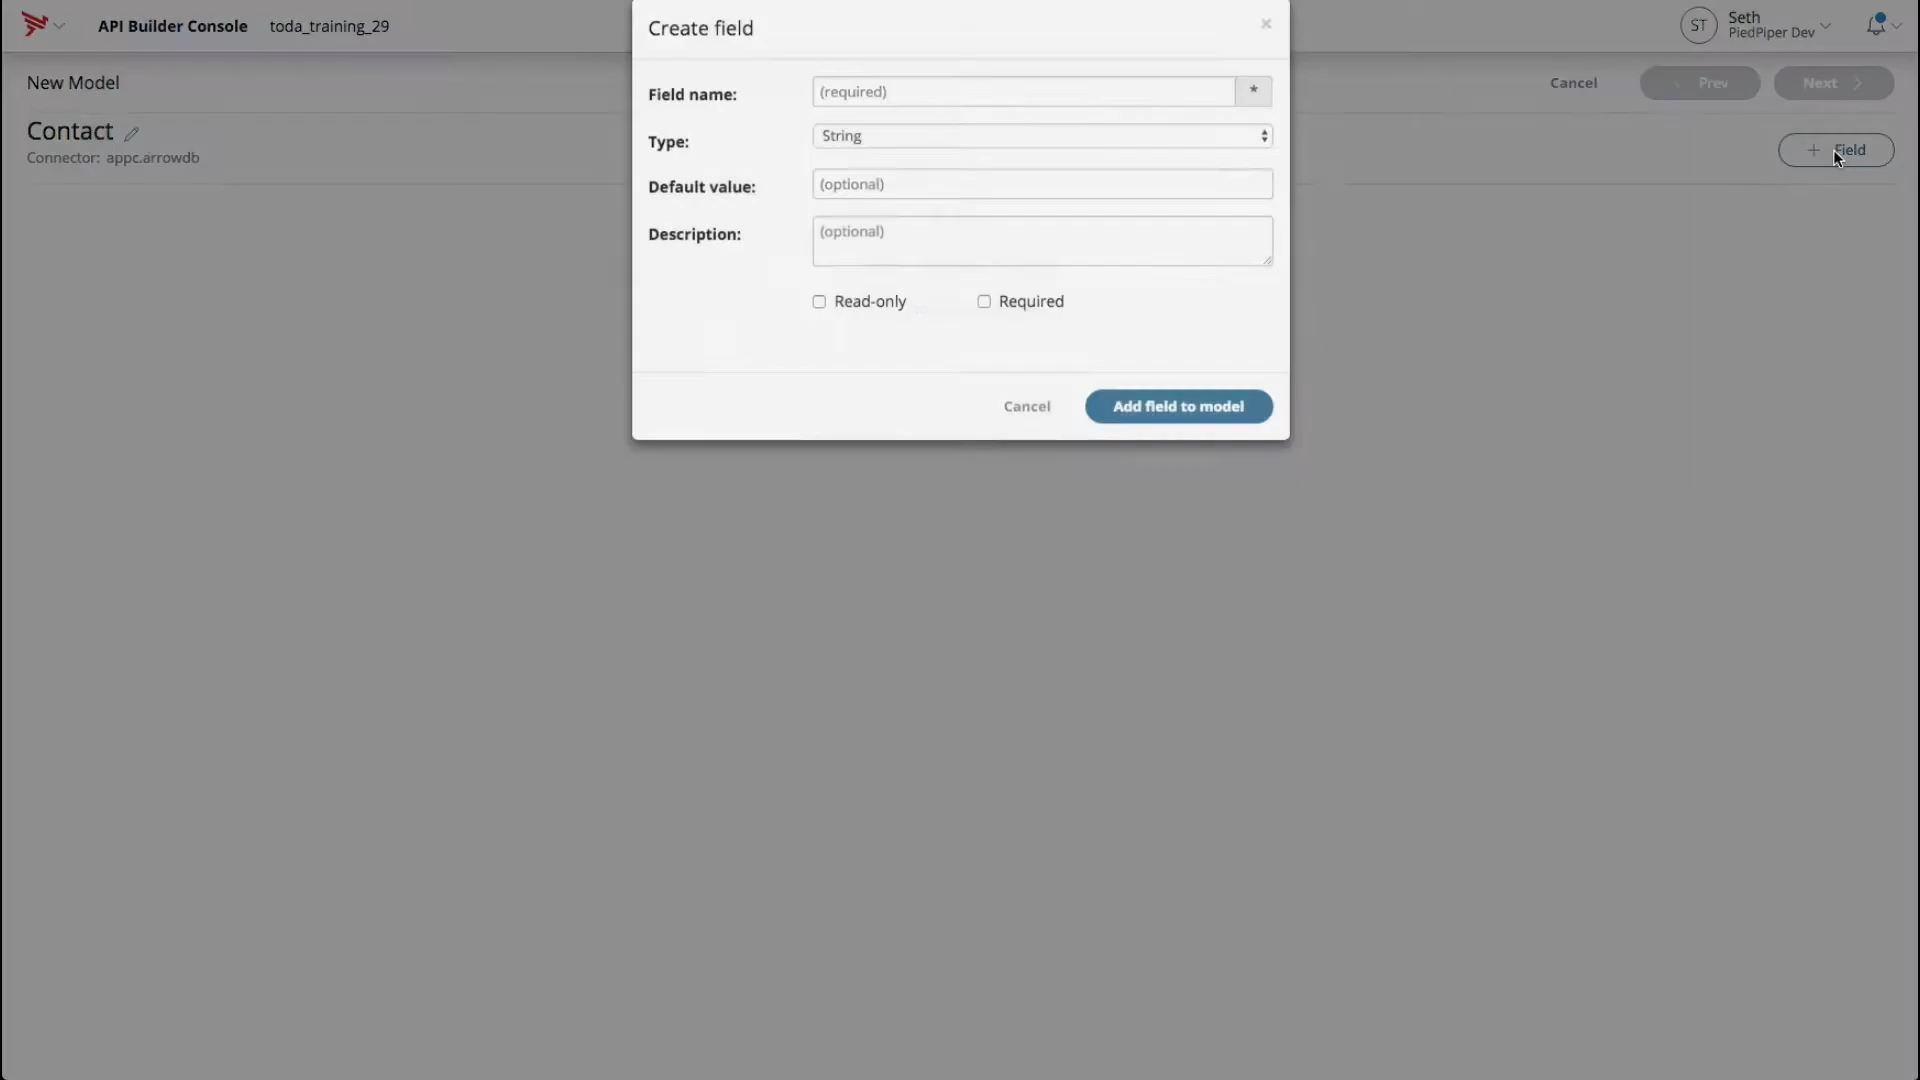 API Builder Console toda_training_29
ST
Seth
PiedPiper Dev
New Model
Cancel
Prev
Next
Contact
Connector: appc.arrowdb
+ Field
Create field
×
Field name:
(required)
*
Type:
String
Default value:
(optional)
Description:
(optional)
Read-only
Required
Cancel
Add field to model